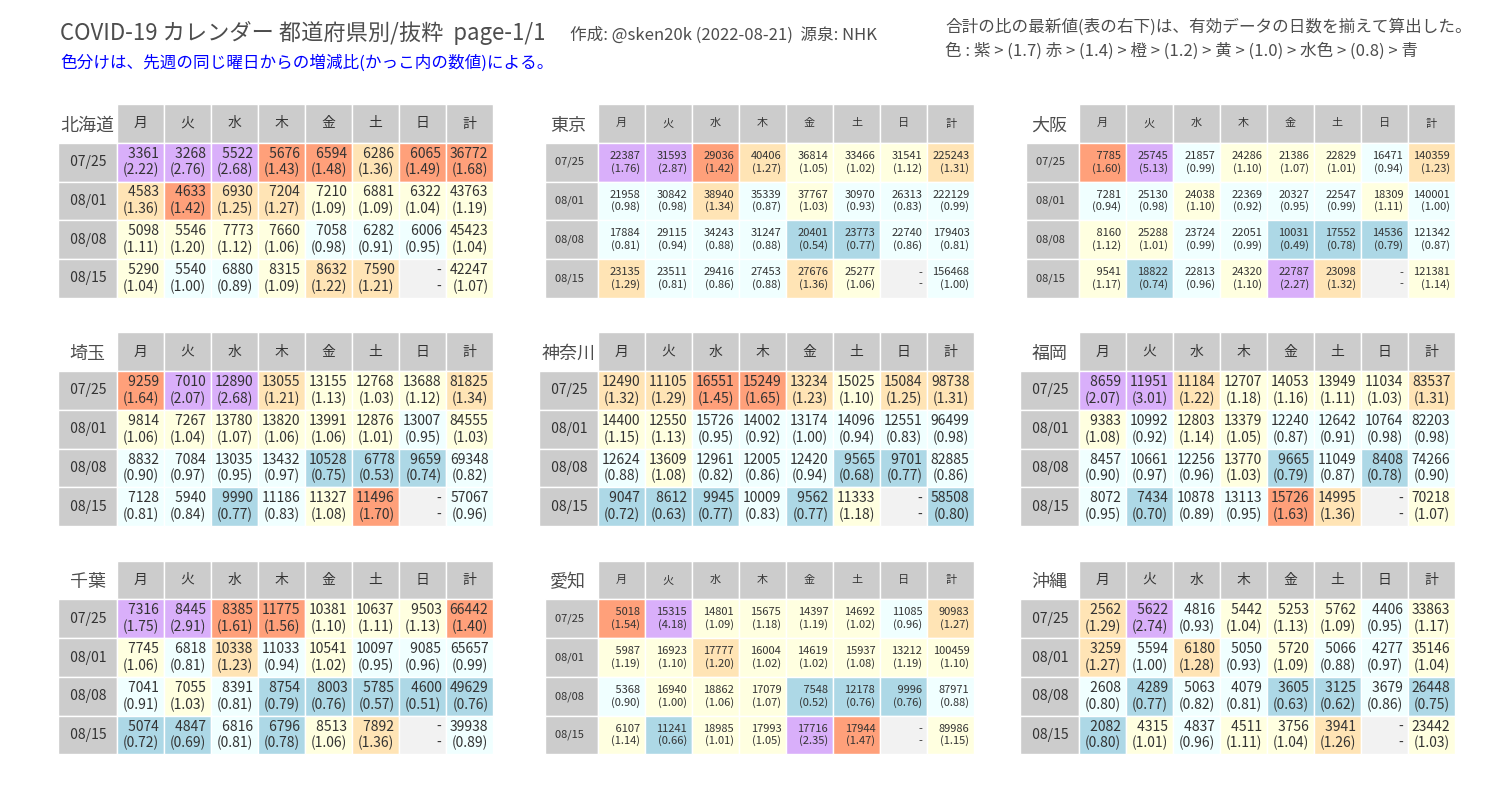 COVID-19 カレンダー 都道府県別/抜粋 page-1/1 作成: @sken20k (2022-08-21) 源泉: NHK
合計の比の最新値(表の右下)は、有効データの日数を揃えて算出した。
色分けは、先週の同じ曜日からの増減比(かっこ内の数値)による。
色 : 紫 > (1.7) 赤 > (1.4) > 橙 > (1.2) > 黄 > (1.0) > 水色 > (0.8) > 青
北海道 月 火 水 木 金 土 日 計
07/25 3361 3268 5522 5676 6594 6286 6065 36772
(2.22) (2.76) (2.68) (1.43) (1.48) (1.36) (1.49) (1.68)
08/01 4583 4633 6930 7204 7210 6881 6322 43763
(1.36) (1.42) (1.25) (1.27) (1.09) (1.09) (1.04) (1.19)
08/08 5098 5546 7773 7660 7058 6282 6006 45423
(1.11) (1.20) (1.12) (1.06) (0.98) (0.91) (0.95) (1.04)
08/15 5290 5540 6880 8315 8632 7590 - 42247
(1.04) (1.00) (0.89) (1.09) (1.22) (1.21) - (1.07)
東京 月 火 水 木 金 土 日 計
07/25 22387 31593 29036 40406 36814 33466 31541 225243
(1.76) (2.87) (1.42) (1.27) (1.05) (1.02) (1.12) (1.31)
08/01 21958 30842 38940 35339 37767 30970 26313 222129
(0.98) (0.98) (1.34) (0.87) (1.03) (0.93) (0.83) (0.99)
08/08 17884 29115 34243 31247 20401 23773 22740 179403
(0.81) (0.94) (0.88) (0.88) (0.54) (0.77) (0.86) (0.81)
08/15 23135 23511 29416 27453 27676 25277 - 156468
(1.29) (0.81) (0.86) (0.88) (1.36) (1.06) - (1.00)
大阪 月 火 水 木 金 土 日 計
07/25 7785 25745 21857 24286 21386 22829 16471 140359
(1.60) (5.13) (0.99) (1.10) (1.07) (1.01) (0.94) (1.23)
08/01 7281 25130 24038 22369 20327 22547 18309 140001
(0.94) (0.98) (1.10) (0.92) (0.95) (0.99) (1.11) (1.00)
08/08 8160 25288 23724 22051 10031 17552 14536 121342
(1.12) (1.01) (0.99) (0.99) (0.49) (0.78) (0.79) (0.87)
08/15 9541 18822 22813 24320 22787 23098 - 121381
(1.17) (0.74) (0.96) (1.10) (2.27) (1.32) - (1.14)
埼玉 月 火 水 木 金 土 日 計
07/25 9259 7010 12890 13055 13155 12768 13688 81825
(1.64) (2.07) (2.68) (1.21) (1.13) (1.03) (1.12) (1.34)
08/01 9814 7267 13780 13820 13991 12876 13007 84555
(1.06) (1.04) (1.07) (1.06) (1.06) (1.01) (0.95) (1.03)
08/08 8832 7084 13035 13432 10528 6778 9659 69348
(0.90) (0.97) (0.95) (0.97) (0.75) (0.53) (0.74) (0.82)
08/15 7128 5940 9990 11186 11327 11496 - 57067
(0.81) (0.84) (0.77) (0.83) (1.08) (1.70) - (0.96)
神奈川 月 火 水 木 金 土 日 計
07/25 12490 11105 16551 15249 13234 15025 15084 98738
(1.32) (1.29) (1.45) (1.65) (1.23) (1.10) (1.25) (1.31)
08/01 14400 12550 15726 14002 13174 14096 12551 96499
(1.15) (1.13) (0.95) (0.92) (1.00) (0.94) (0.83) (0.98)
08/08 12624 13609 12961 12005 12420 9565 9701 82885
(0.88) (1.08) (0.82) (0.86) (0.94) (0.68) (0.77) (0.86)
08/15 9047 8612 9945 10009 9562 11333 - 58508
(0.72) (0.63) (0.77) (0.83) (0.77) (1.18) - (0.80)
福岡 月 火 水 木 金 土 日 計
07/25 8659 11951 11184 12707 14053 13949 11034 83537
(2.07) (3.01) (1.22) (1.18) (1.16) (1.11) (1.03) (1.31)
08/01 9383 10992 12803 13379 12240 12642 10764 82203
(1.08) (0.92) (1.14) (1.05) (0.87) (0.91) (0.98) (0.98)
08/08 8457 10661 12256 13770 9665 11049 8408 74266
(0.90) (0.97) (0.96) (1.03) (0.79) (0.87) (0.78) (0.90)
08/15 8072 7434 10878 13113 15726 14995 - 70218
(0.95) (0.70) (0.89) (0.95) (1.63) (1.36) - (1.07)
千葉 月 火 水 木 金 土 日 計
07/25 7316 8445 8385 11775 10381 10637 9503 66442
(1.75) (2.91) (1.61) (1.56) (1.10) (1.11) (1.13) (1.40)
08/01 7745 6818 10338 11033 10541 10097 9085 65657
(1.06) (0.81) (1.23) (0.94) (1.02) (0.95) (0.96) (0.99)
08/08 7041 7055 8391 8754 8003 5785 4600 49629
(0.91) (1.03) (0.81) (0.79) (0.76) (0.57) (0.51) (0.76)
08/15 5074 4847 6816 6796 8513 7892 - 39938
(0.72) (0.69) (0.81) (0.78) (1.06) (1.36) - (0.89)
愛知 月 火 水 木 金 土 日 計
07/25 5018 15315 14801 15675 14397 14692 11085 90983
(1.54) (4.18) (1.09) (1.18) (1.19) (1.02) (0.96) (1.27)
08/01 5987 16923 17777 16004 14619 15937 13212 100459
(1.19) (1.10) (1.20) (1.02) (1.02) (1.08) (1.19) (1.10)
08/08 5368 16940 18862 17079 7548 12178 9996 87971
(0.90) (1.00) (1.06) (1.07) (0.52) (0.76) (0.76) (0.88)
08/15 6107 11241 18985 17993 17716 17944 - 89986
(1.14) (0.66) (1.01) (1.05) (2.35) (1.47) - (1.15)
沖縄 月 火 水 木 金 土 日 計
07/25 2562 5622 4816 5442 5253 5762 4406 33863
(1.29) (2.74) (0.93) (1.04) (1.13) (1.09) (0.95) (1.17)
08/01 3259 5594 6180 5050 5720 5066 4277 35146
(1.27) (1.00) (1.28) (0.93) (1.09) (0.88) (0.97) (1.04)
08/08 2608 4289 5063 4079 3605 3125 3679 26448
(0.80) (0.77) (0.82) (0.81) (0.63) (0.62) (0.86) (0.75)
08/15 2082 4315 4837 4511 3756 3941 - 23442
(0.80) (1.01) (0.96) (1.11) (1.04) (1.26) - (1.03)